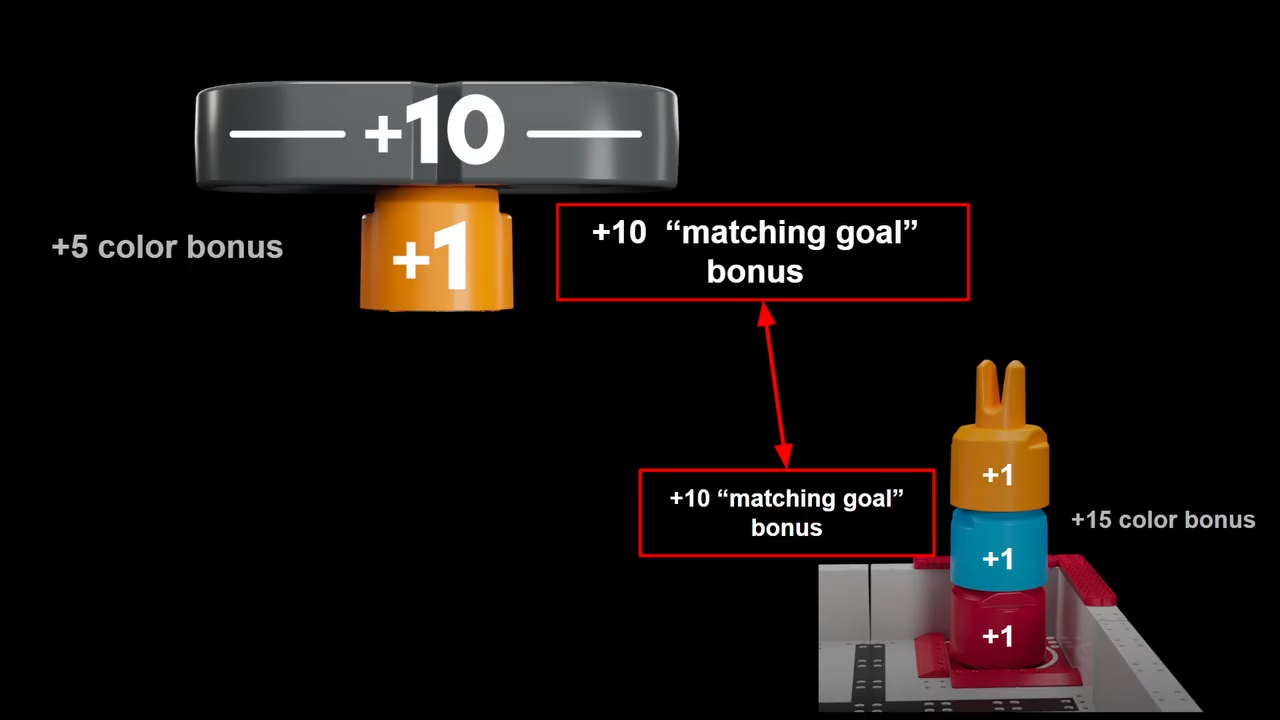 +10
+5 color bonus
+1
+10 “matching goal”
bonus
+10 “matching goal”
bonus
+1
+15 color bonus
+1
+1